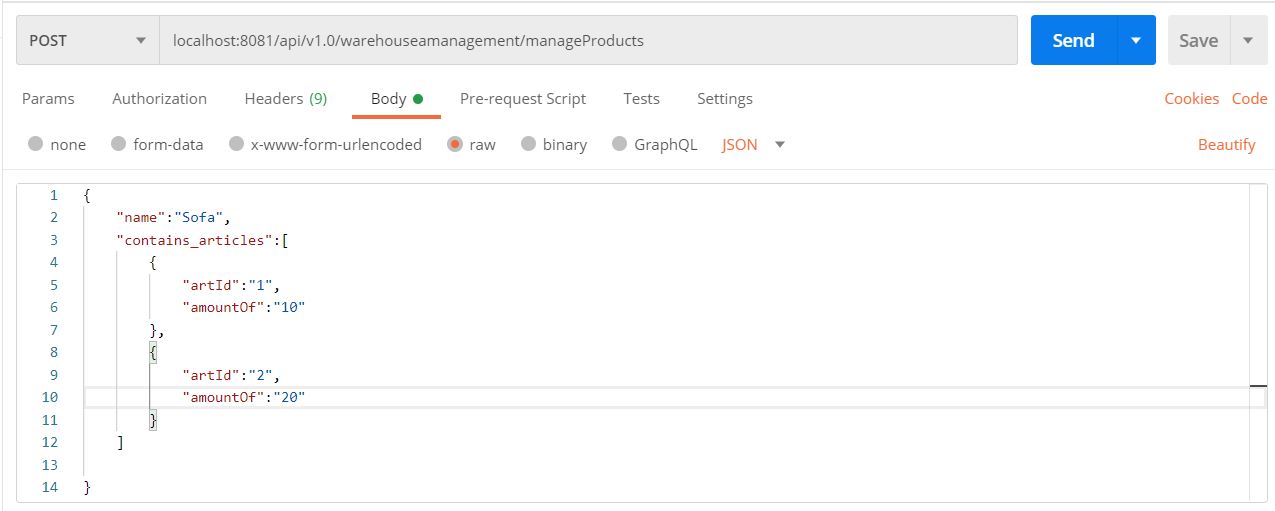 POST localhost:8081/api/v1.0/warehouseamanagement/manageProducts Send Save
Params Authorization Headers (9) Body Pre-request Script Tests Settings Cookies Code
none form-data x-www-form-urlencoded raw binary GraphQL JSON Beautify
1 {
2 "name":"Sofa",
3 "contains_articles":[
4 {
5 "artId":"1",
6 "amountOf":"10"
7 },
8 {
9 "artId":"2",
10 "amountOf":"20"
11 }
12 ]
13
14 }